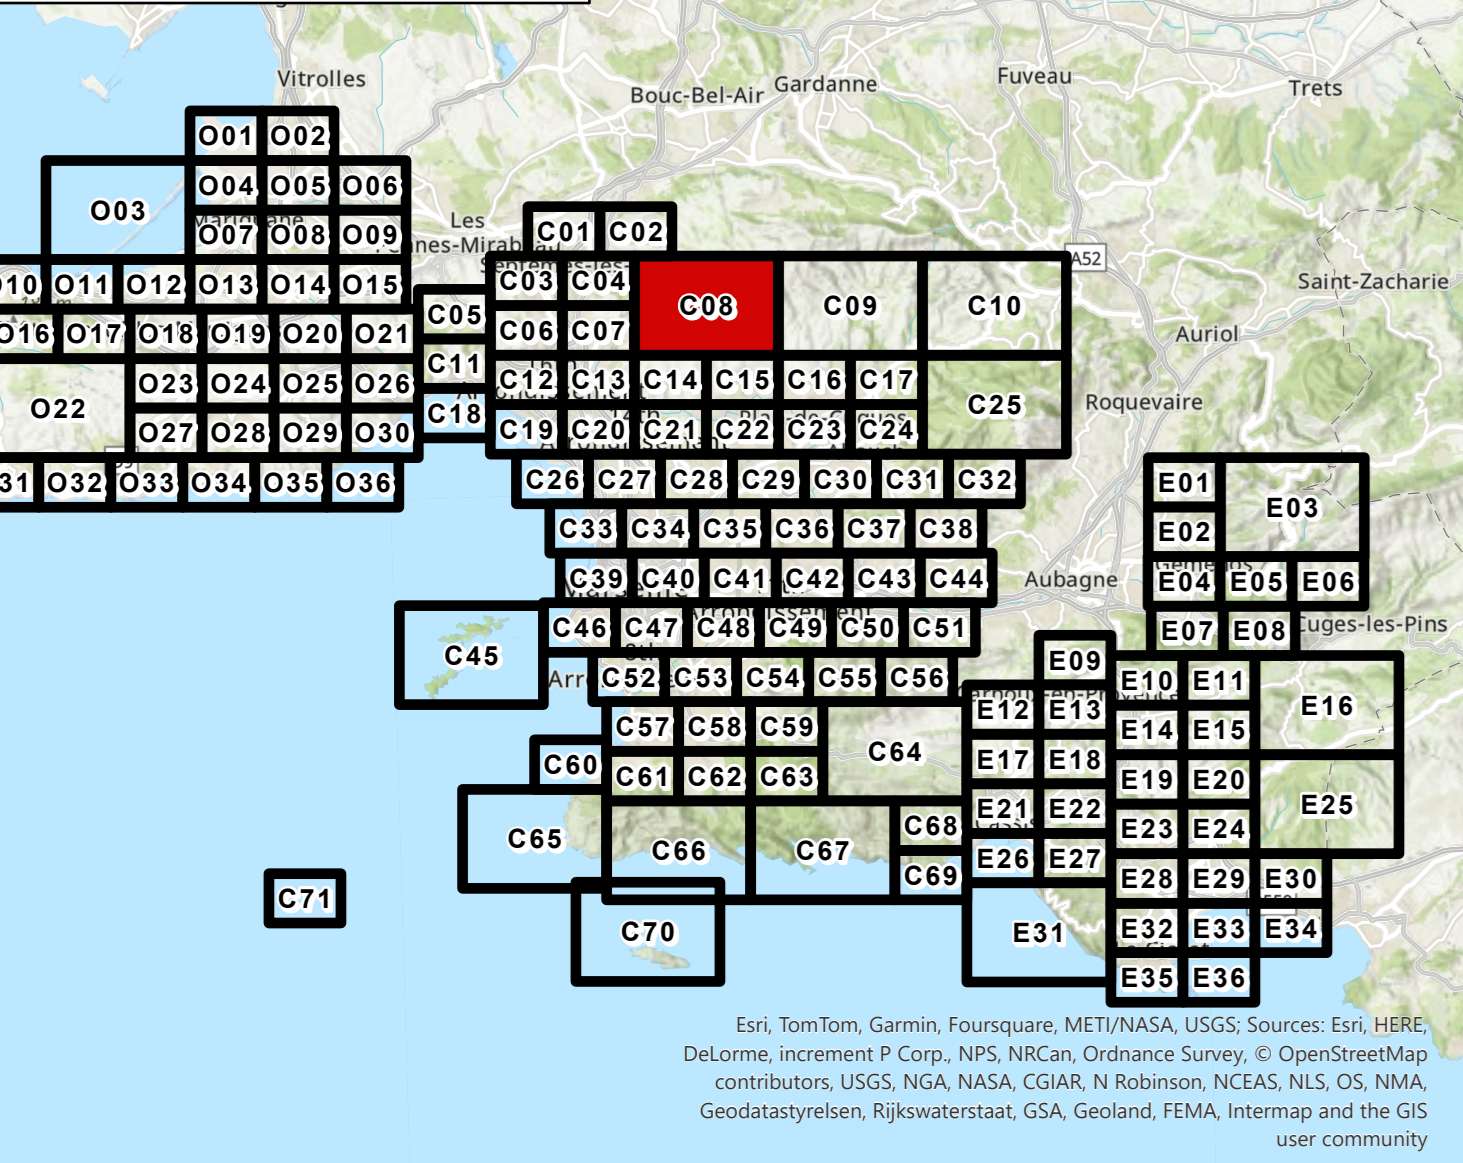 Vitrolles
Bouc-Bel-Air
Gardanne
Fuveau
Trets
O01 O02
O03 O04 O05 O06
O07 O08 O09
Les
C01 C02
A52
Saint-Zacharie
O11 O12 O13 O14 O15
C03 C04 C08 C09 C10
C05
O16 O17 O18 O19 O20 O21
C06 C07
Auriol
C11
O22 O23 O24 O25 O26
C12 C13 C14 C15 C16 C17
C25
Roquevaire
C18
O27 O28 O29 O30
C19 C20 C21 C22 C23 C24
31 O32 O33 O34 O35 O36
C26 C27 C28 C29 C30 C31 C32
E01 E03
C33 C34 C35 C36 C37 C38
E02
C39 C40 C41 C42 C43 C44
Aubagne
E04 E05 E06
C45 C46 C47 C48 C49 C50 C51
E07 E08
Cuges-les-Pins
C52 C53 C54 C55 C56
E09
E10 E11
E16
E12 E13
C57 C58 C59
C64
E14 E15
C60
C61 C62 C63
E17 E18
E19 E20
E25
C65 C66 C67 C68
E21 E22
E23 E24
C69
E26 E27
E28 E29 E30
C71
C70
E31
E32 E33 E34
E35 E36
Esri, TomTom, Garmin, Foursquare, METI/NASA, USGS; Sources: Esri, HERE,
DeLorme, increment P Corp., NPS, NRCan, Ordnance Survey, © OpenStreetMap
contributors, USGS, NGA, NASA, CGIAR, N Robinson, NCEAS, NLS, OS, NMA,
Geodatastyrelsen, Rijkswaterstaat, GSA, Geoland, FEMA, Intermap and the GIS
user community